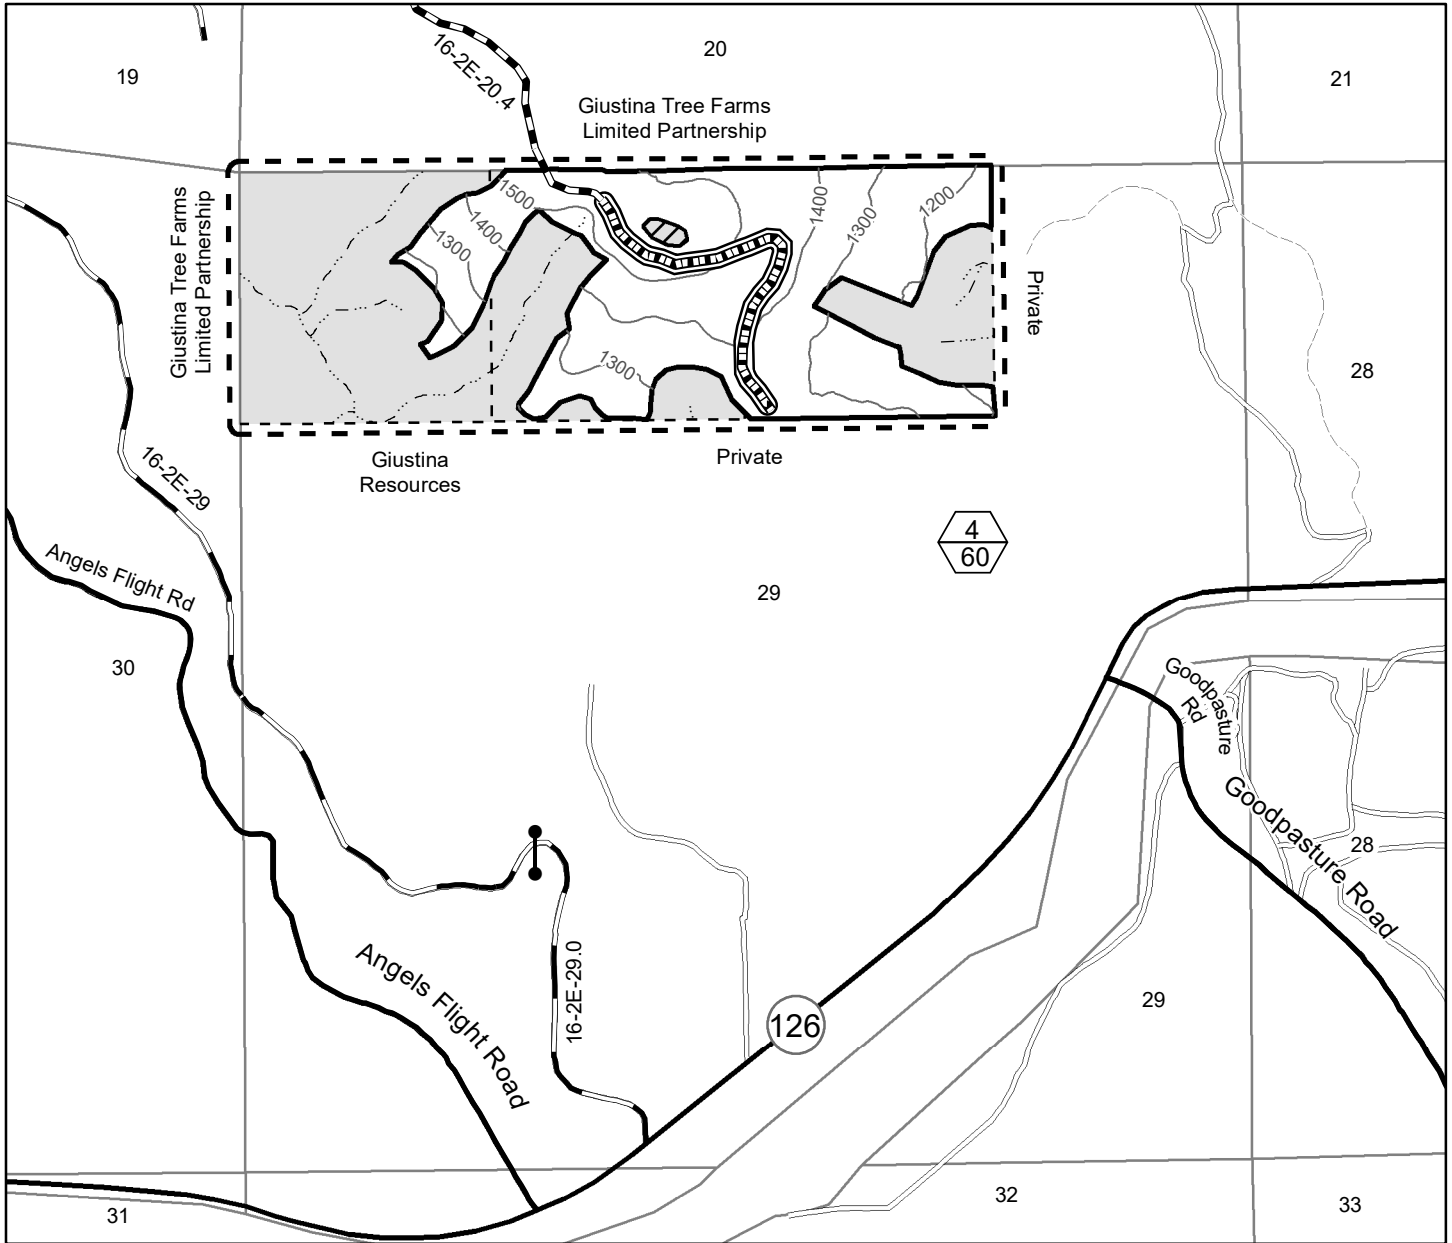 20
19
21
16-2E-20.4
Giustina Tree Farms
Limited Partnership
Giustina Tree Farms
Limited Partnership
1500
1400
1300
1400
1300
1200
1300
Private
28
Giustina
Resources
Private
16-2E-29
4
60
Angels Flight Rd
29
30
Goodpasture
Rd
Goodpasture Road
28
Angels Flight Road
16-2E-29.0
126
29
32
33
31